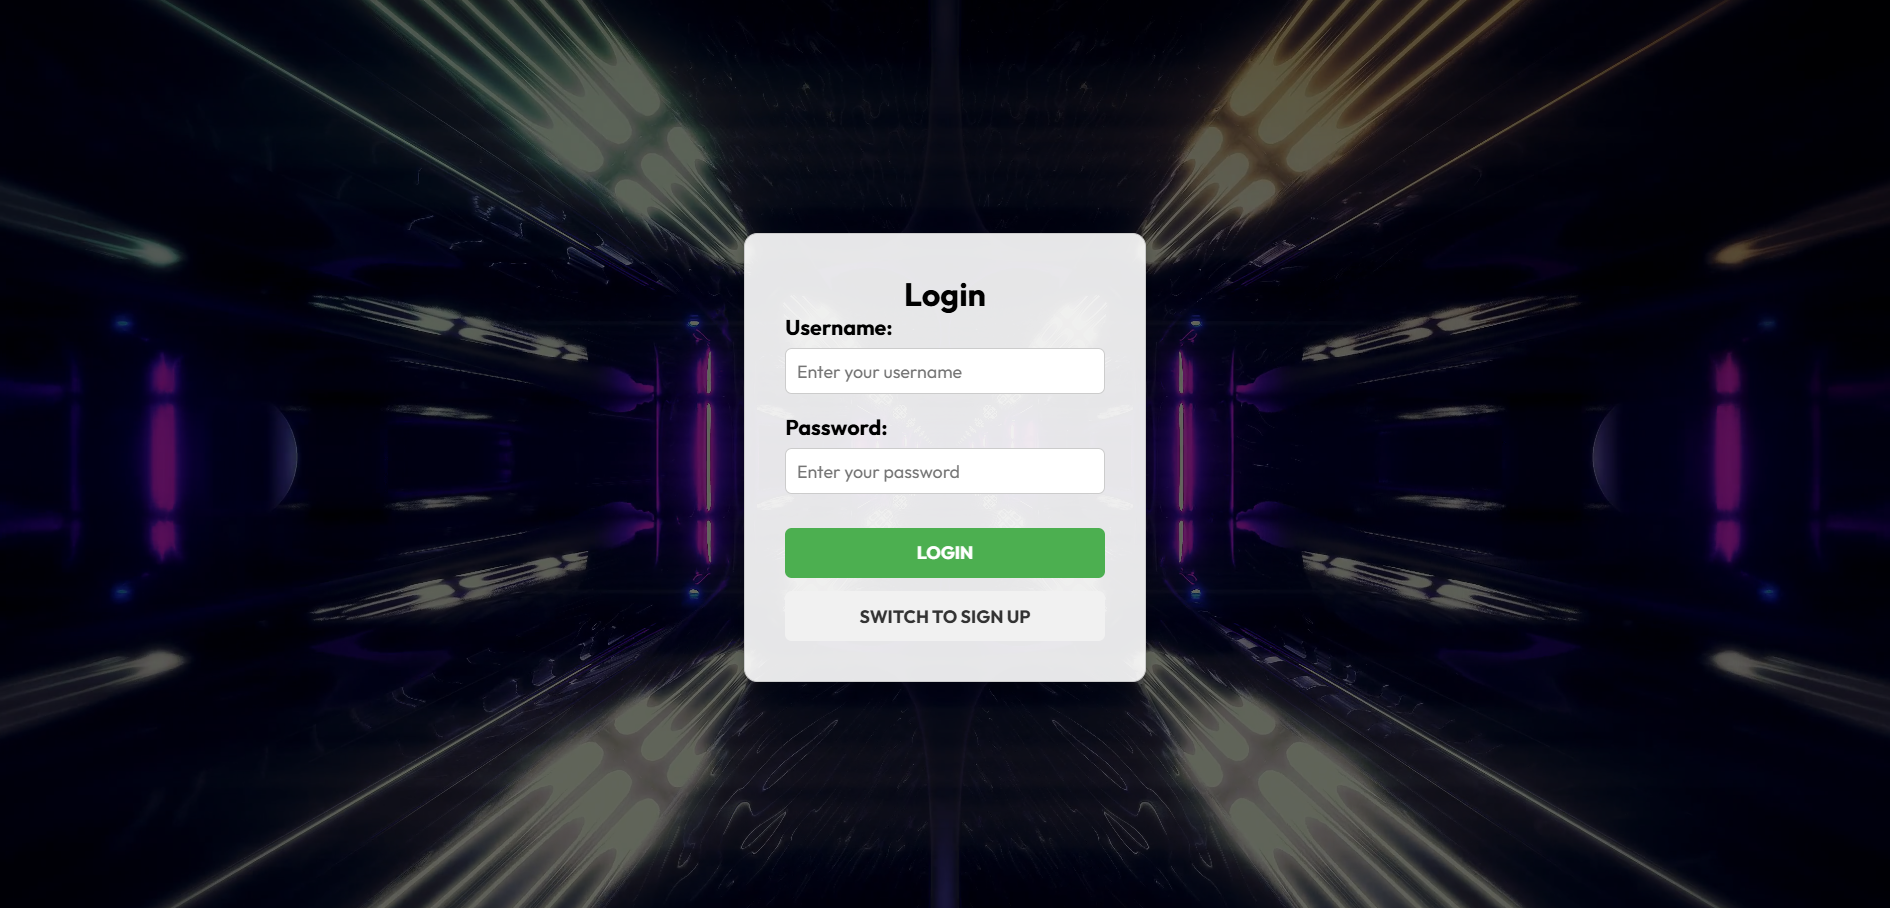 Login
Username:
Enter your username
Password:
Enter your password
LOGIN
SWITCH TO SIGN UP